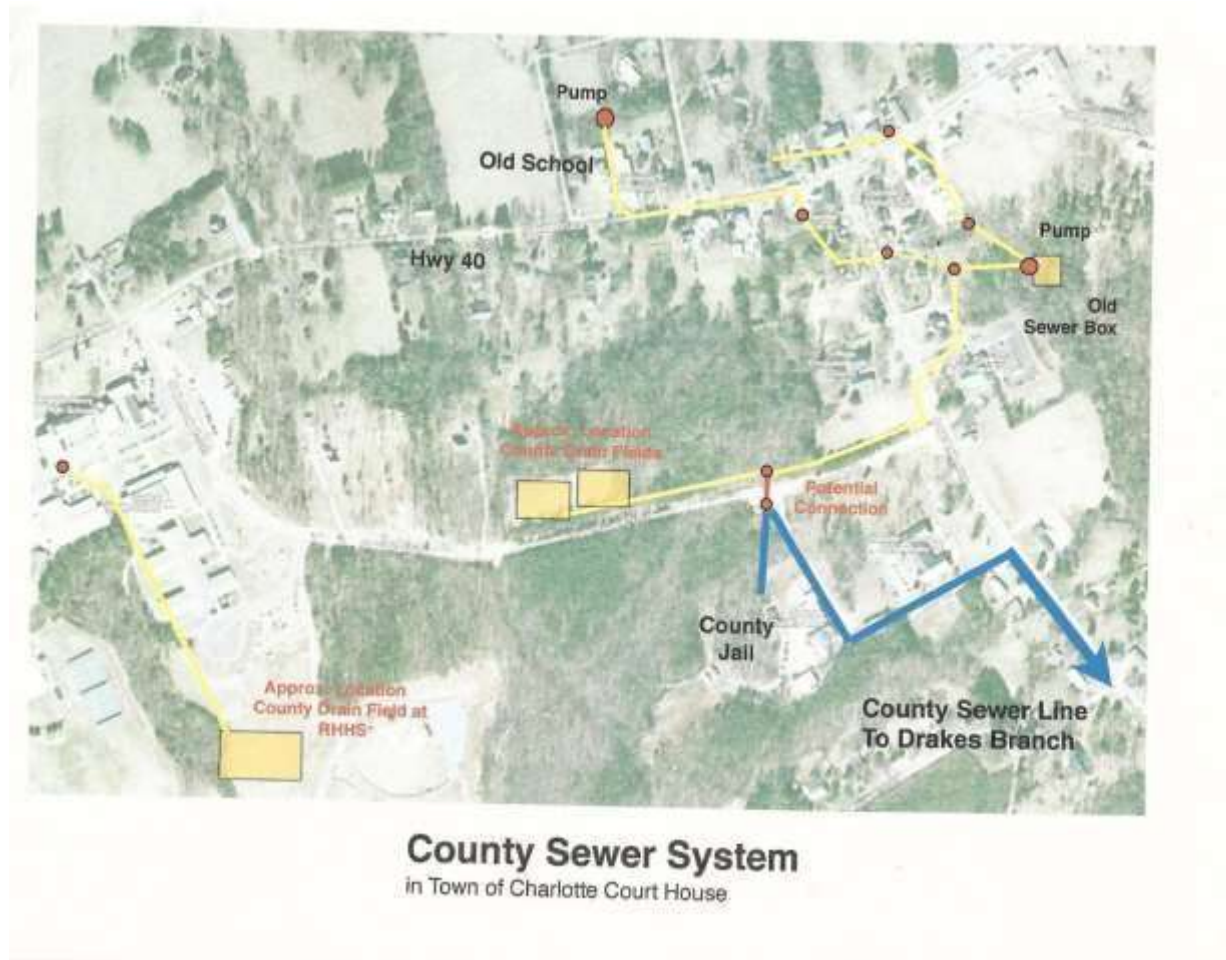 Pump
Old School
Hwy 40
Pump
Old
Sewer Box
Approx. Location
County Drain Fields
Potential
Connection
County
Jail
Approx. Location
County Drain Field at
RHHS
County Sewer Line
To Drakes Branch
County Sewer System
in Town of Charlotte Court House